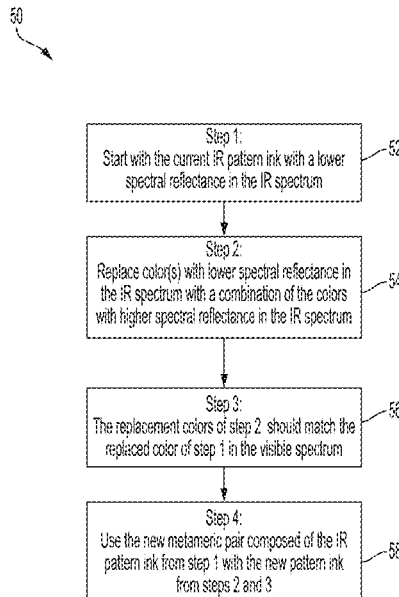 50
Step 1:
Start with the current IR pattern ink with a lower
spectral reflectance in the IR spectrum
52
Step 2:
Replace color(s) with lower spectral reflectance in
the IR spectrum with a combination of the colors
with higher spectral reflectance in the IR spectrum
54
Step 3:
The replacement colors of step 2 should match the
replaced color of step 1 in the visible spectrum
56
Step 4:
Use the new metameric pair composed of the IR
pattern ink from step 1 with the new pattern ink
from steps 2 and 3
58